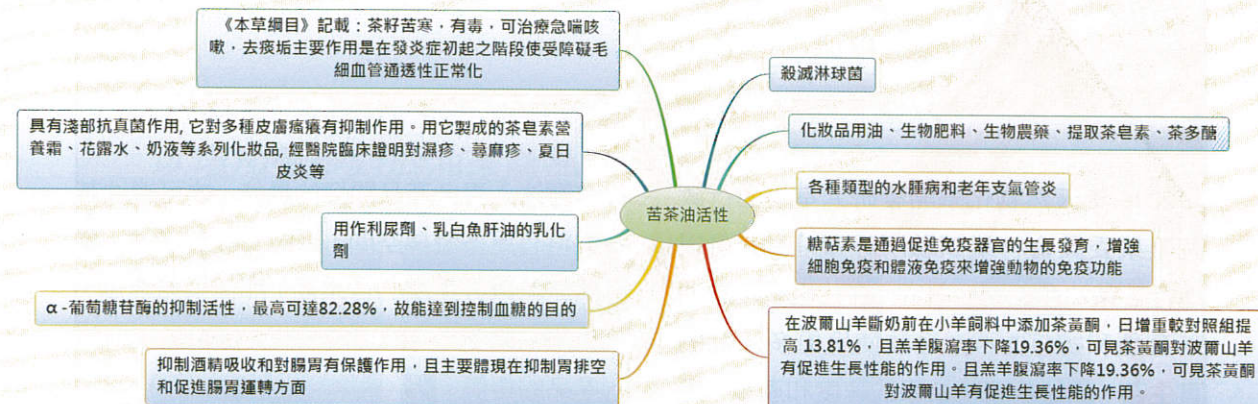 《本草綱目》記載：茶籽苦寒，有毒，可治療急喘咳
嗽，去痰垢主要作用是在發炎症初起之階段使受障礙毛
細血管通透性正常化
具有淺部抗真菌作用, 它對多種皮膚瘙癢有抑制作用。用它製成的茶皂素營
養霜、花露水、奶液等系列化妝品, 經醫院臨床證明對濕疹、蕁麻疹、夏日
皮炎等
用作利尿劑、乳白魚肝油的乳化
劑
α-葡萄糖苷酶的抑制活性，最高可達82.28%，故能達到控制血糖的目的
抑制酒精吸收和對腸胃有保護作用，且主要體現在抑制胃排空
和促進腸胃運轉方面
苦茶油活性
殺滅淋球菌
化妝品用油、生物肥料、生物農藥、提取茶皂素、茶多醣
各種類型的水腫病和老年支氣管炎
糖萜素是通過促進免疫器官的生長發育，增強
細胞免疫和體液免疫來增強動物的免疫功能
在波爾山羊斷奶前在小羊飼料中添加茶黃酮，日增重較對照組提
高 13.81%，且羔羊腹瀉率下降19.36%，可見茶黃酮對波爾山羊
有促進生長性能的作用。且羔羊腹瀉率下降19.36%，可見茶黃酮
對波爾山羊有促進生長性能的作用。